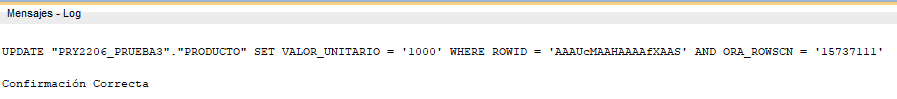 Mensajes - Log
UPDATE "PRY2206_PRUEBA3"."PRODUCTO" SET VALOR_UNITARIO = '1000' WHERE ROWID = 'AAAUcMAAHAAAAfXAAS' AND ORA_ROWSCN = '15737111'
Confirmación Correcta